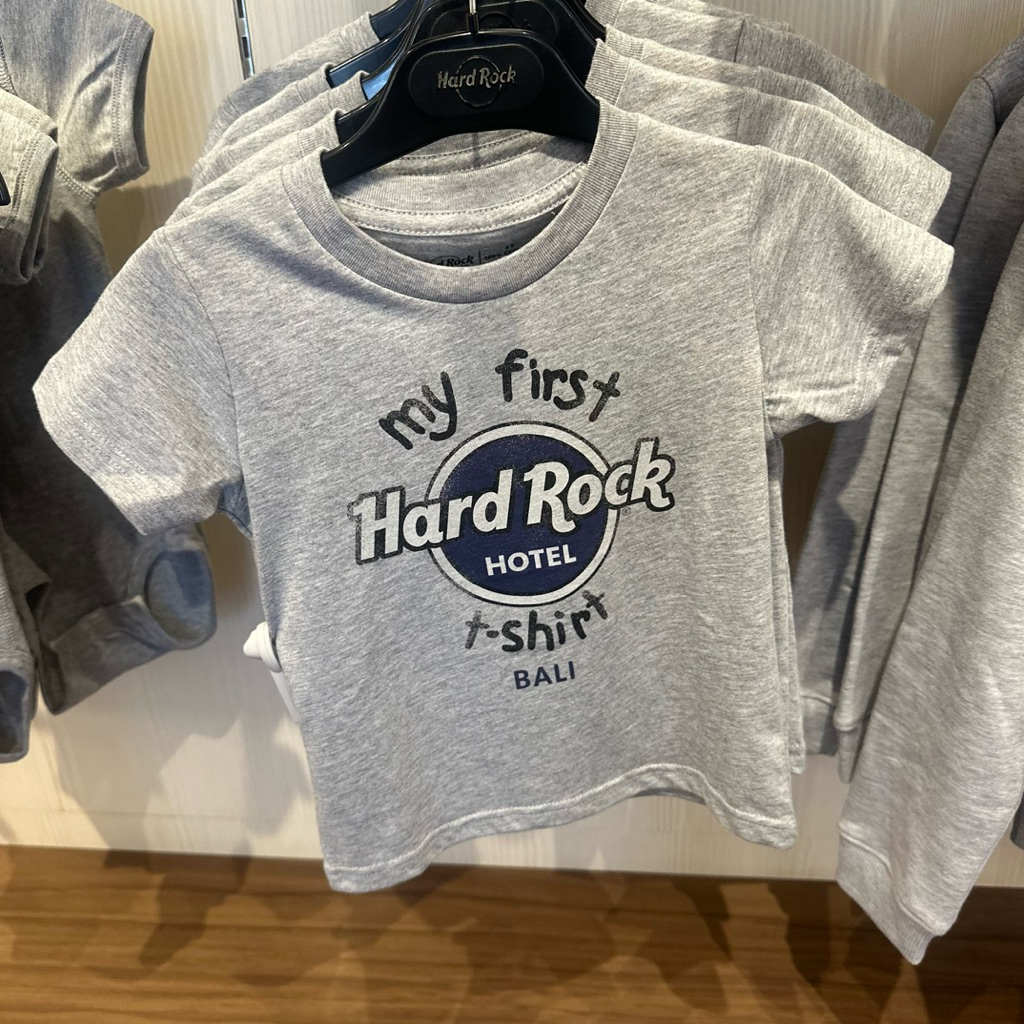 Hard Rock
my first
Hard Rock
HOTEL
t-shirt
BALI